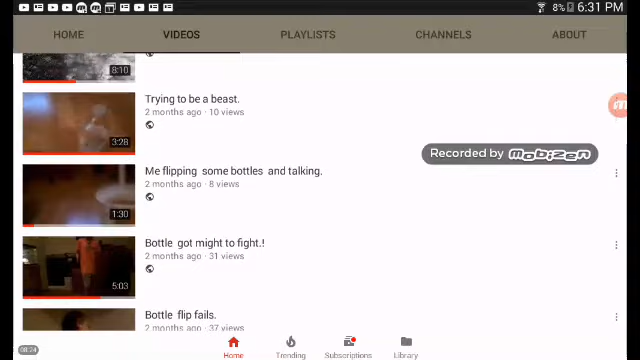 8% 6:31 PM
HOME VIDEOS PLAYLISTS CHANNELS ABOUT
8:10
Trying to be a beast.
2 months ago · 10 views
3:28
Recorded by mobizen
Me flipping some bottles and talking.
2 months ago · 8 views
1:30
Bottle got might to fight.!
2 months ago · 31 views
5:03
Bottle flip fails.
2 months ago · 37 views
08:24
Home Trending Subscriptions Library